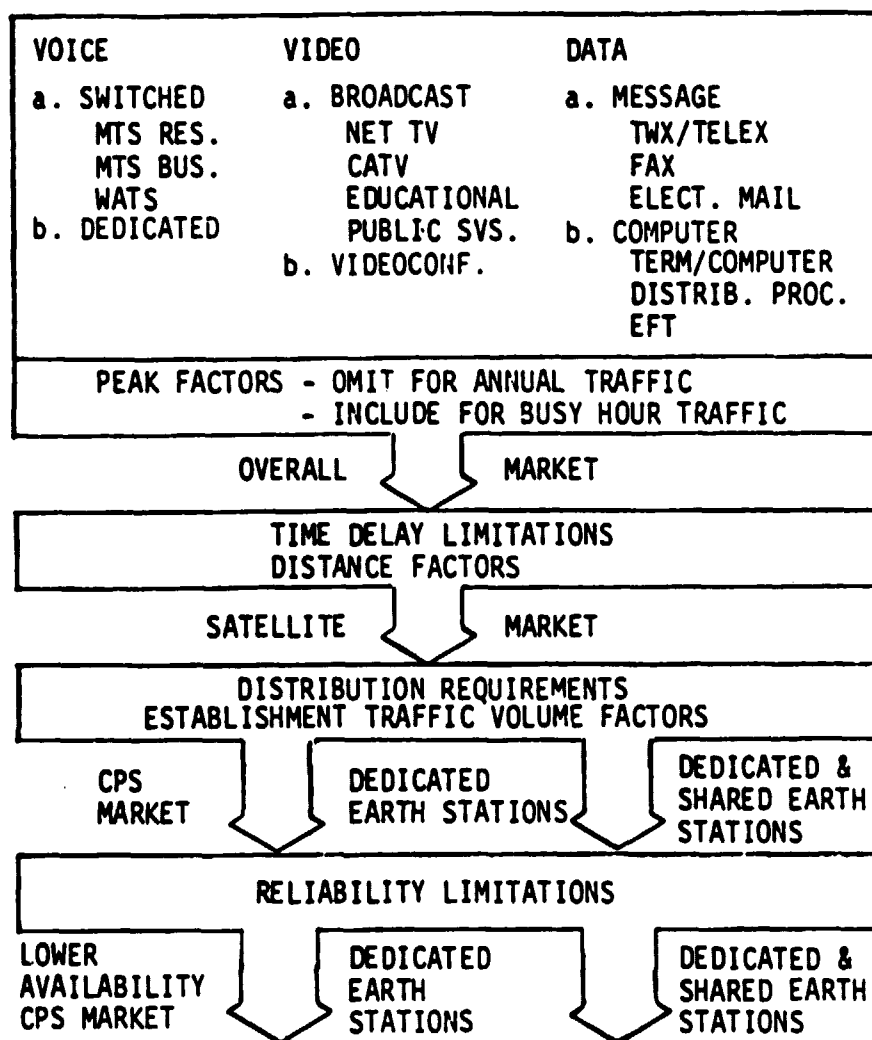 VOICE
a. SWITCHED
MTS RES.
MTS BUS.
WATS
b. DEDICATED
VIDEO
a. BROADCAST
NET TV
CATV
EDUCATIONAL
PUBLIC SVS.
b. VIDEOCONF.
DATA
a. MESSAGE
TWX/TELEX
FAX
ELECT. MAIL
b. COMPUTER
TERM/COMPUTER
DISTRIB. PROC.
EFT
PEAK FACTORS - OMIT FOR ANNUAL TRAFFIC
- INCLUDE FOR BUSY HOUR TRAFFIC
OVERALL MARKET
TIME DELAY LIMITATIONS
DISTANCE FACTORS
SATELLITE MARKET
DISTRIBUTION REQUIREMENTS
ESTABLISHMENT TRAFFIC VOLUME FACTORS
CPS
MARKET
DEDICATED
EARTH STATIONS
DEDICATED &
SHARED EARTH
STATIONS
RELIABILITY LIMITATIONS
LOWER
AVAILABILITY
CPS MARKET
DEDICATED
EARTH
STATIONS
DEDICATED &
SHARED EARTH
STATIONS